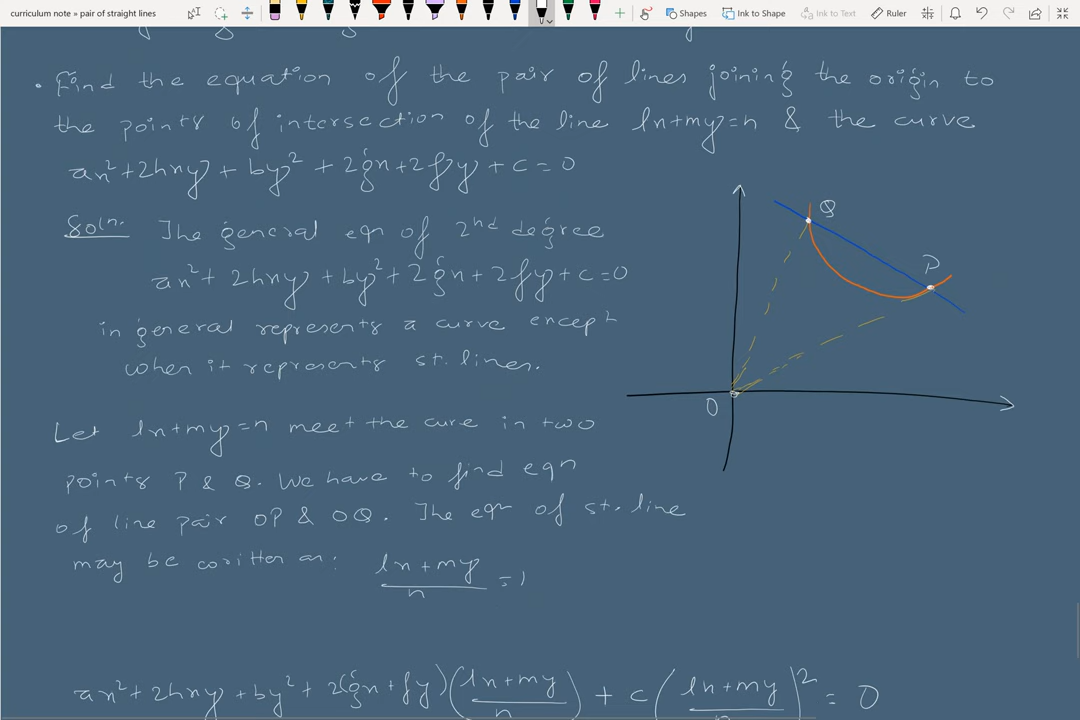 curriculum note » pair of straight lines
Shapes Ink to Shape Ink to Text Ruler
• Find the equation of the pair of lines joining the origin to
the points of intersection of the line lx+my=n & the curve
ax²+2hxy+by²+2gx+2fy+c=0
Soln. The general eqn of 2nd degree
ax²+2hxy+by²+2gx+2fy+c=0
in general represents a curve except
when it represents st. lines.
Let lx+my=n meet the cure in two
points P & Q. We have to find eqn
of line pair OP & OQ. The eqn of st. line
may be written as: (lx+my)/n =1
Q
P
O
ax²+2hxy+by²+2(gx+fy)((lx+my)/n)+c((lx+my)/n)²=0